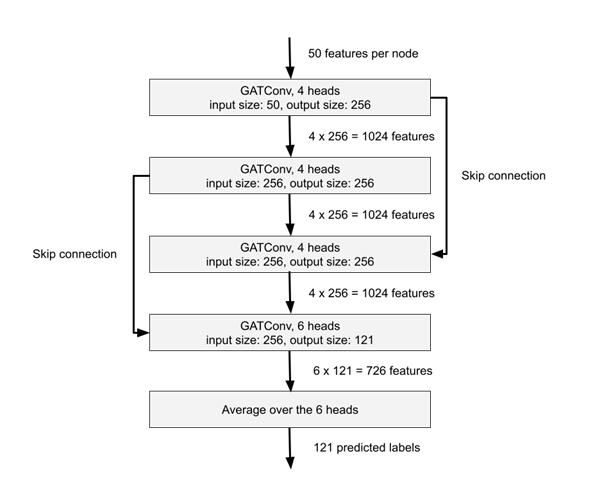 50 features per node
GATConv, 4 heads
input size: 50, output size: 256
4 x 256 = 1024 features
GATConv, 4 heads
input size: 256, output size: 256
Skip connection
4 x 256 = 1024 features
Skip connection
GATConv, 4 heads
input size: 256, output size: 256
4 x 256 = 1024 features
GATConv, 6 heads
input size: 256, output size: 121
6 x 121 = 726 features
Average over the 6 heads
121 predicted labels